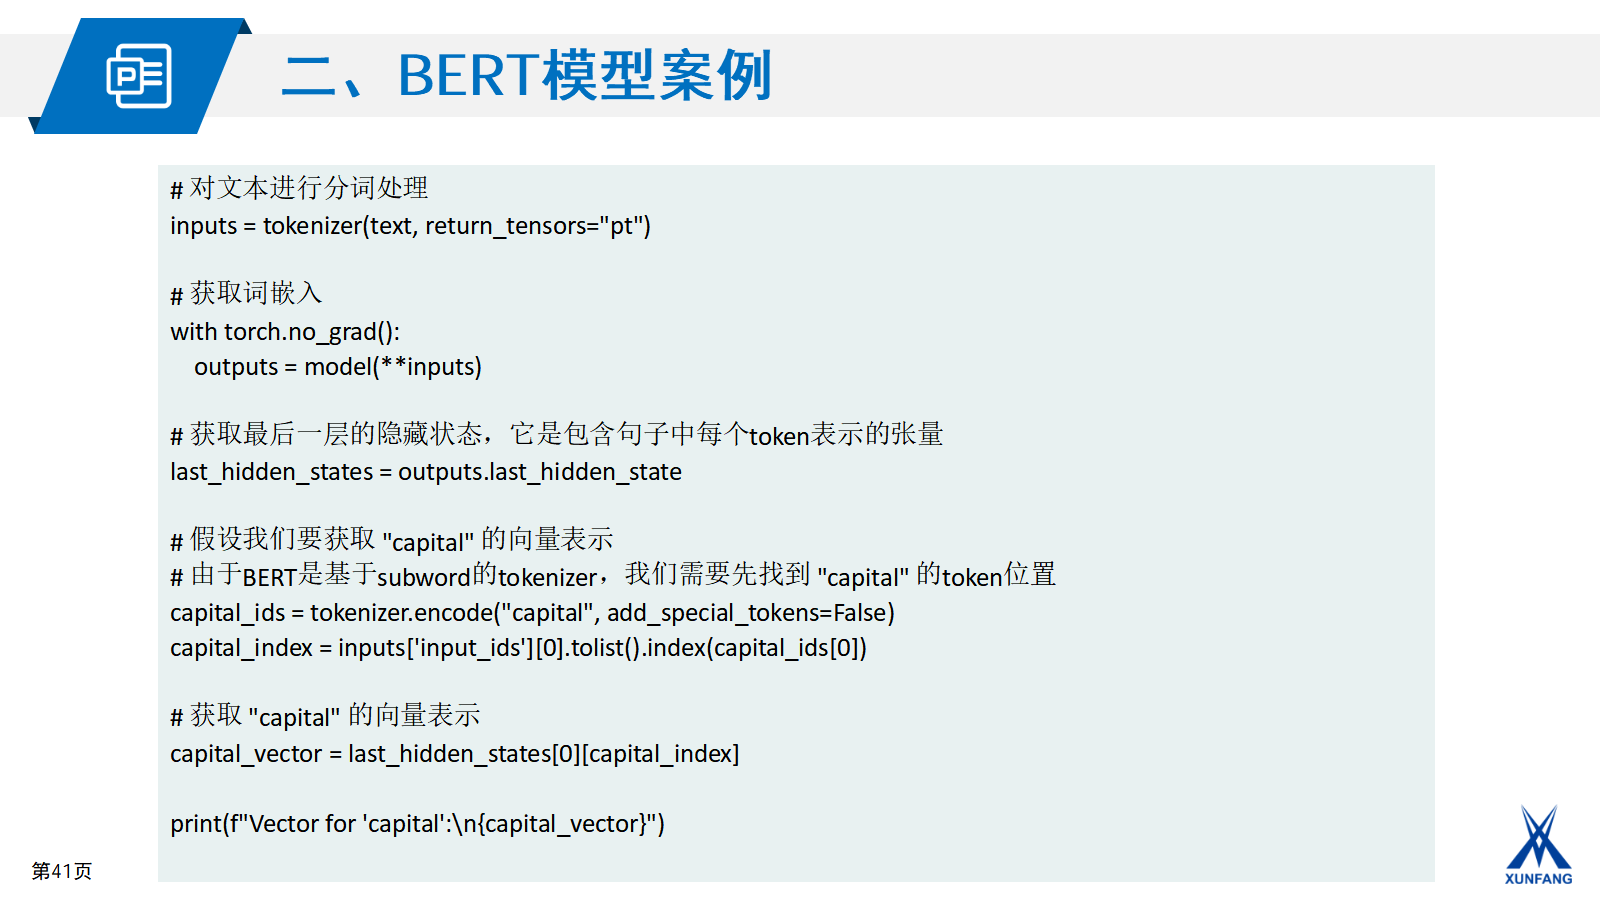 二、BERT模型案例
# 对文本进行分词处理
inputs = tokenizer(text, return_tensors="pt")
# 获取词嵌入
with torch.no_grad():
    outputs = model(**inputs)
# 获取最后一层的隐藏状态，它是包含句子中每个token表示的张量
last_hidden_states = outputs.last_hidden_state
# 假设我们要获取 "capital" 的向量表示
# 由于BERT是基于subword的tokenizer，我们需要先找到 "capital" 的token位置
capital_ids = tokenizer.encode("capital", add_special_tokens=False)
capital_index = inputs['input_ids'][0].tolist().index(capital_ids[0])
# 获取 "capital" 的向量表示
capital_vector = last_hidden_states[0][capital_index]
print(f"Vector for 'capital':\n{capital_vector}")
第41页
XUNFANG